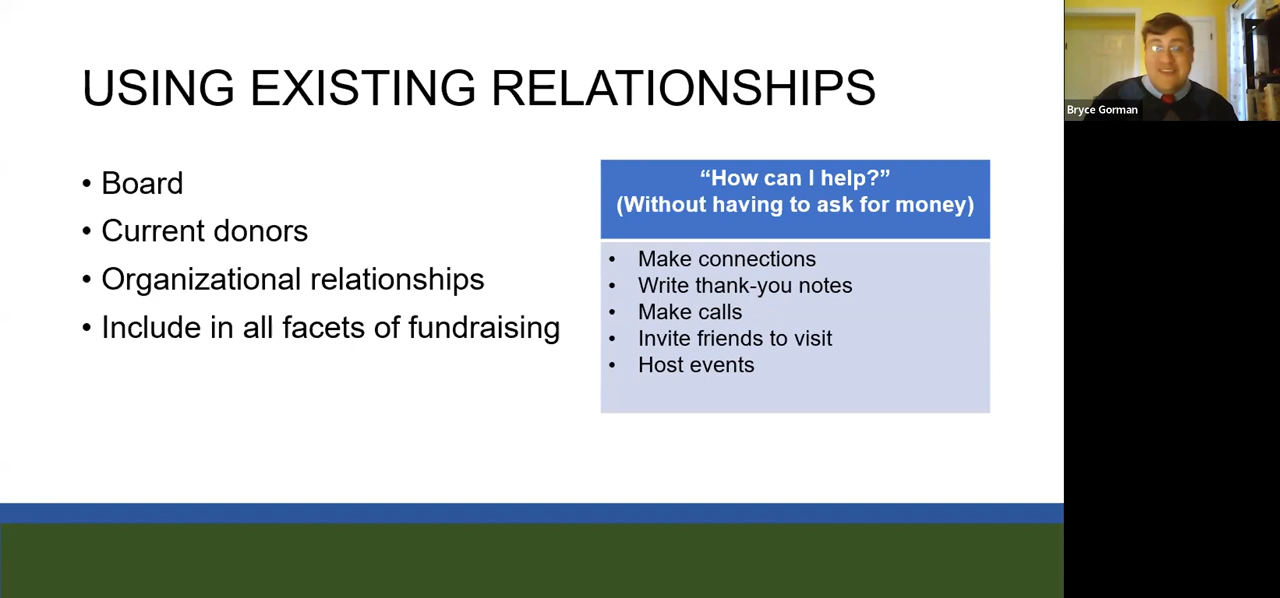 USING EXISTING RELATIONSHIPS
• Board
• Current donors
• Organizational relationships
• Include in all facets of fundraising
“How can I help?”
(Without having to ask for money)
• Make connections
• Write thank-you notes
• Make calls
• Invite friends to visit
• Host events
Bryce Gorman